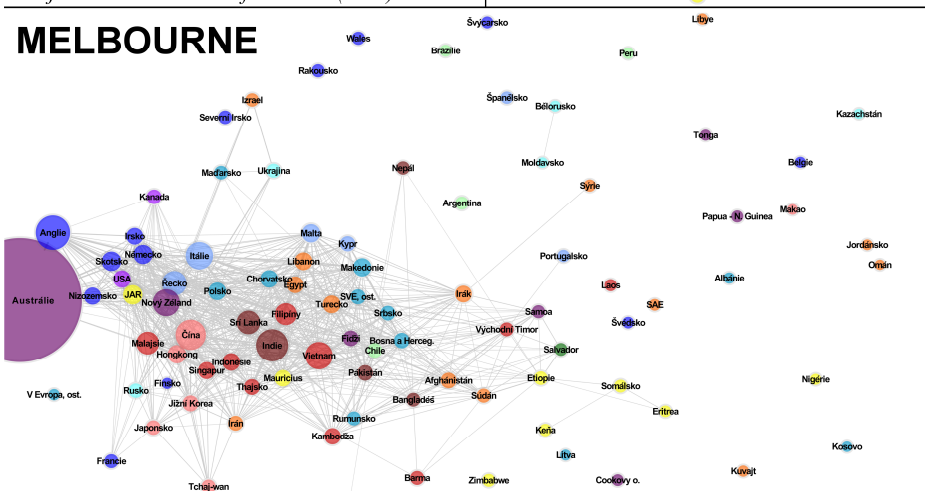 MELBOURNE
Švýcarsko
Libye
Wales
Brazílie
Peru
Rakousko
Izrael
Španělsko
Bělorusko
Severní Irsko
Kazachstán
Tonga
Maďarsko
Ukrajina
Nepál
Moldavsko
Belgie
Sýrie
Kanada
Argentina
Papua - N. Guinea
Makao
Anglie
Irsko
Malta
Kypr
Jordánsko
Skotsko
Německo
Itálie
Libanon
Makedonie
Portugalsko
Omán
USA
Řecko
Chorvatsko
Egypt
Albánie
Laos
Austrálie
Nizozemsko
JAR
Nový Zéland
Polsko
Turecko
SVE, ost.
Irák
SAE
Srí Lanka
Filipíny
Srbsko
Samoa
Švédsko
Čína
Východní Timor
Malajsie
Indie
Fidži
Bosna a Herceg.
Hongkong
Vietnam
Chile
Salvador
Singapur
Indonésie
Pákistán
Mauricius
Afghánistán
Etiopie
Nigérie
V Evropa, ost.
Rusko
Finsko
Thajsko
Súdán
Somálsko
Jižní Korea
Bangladéš
Eritrea
Japonsko
Írán
Rumunsko
Keňa
Kambodža
Kosovo
Francie
Litva
Kuvajt
Tchaj-wan
Barma
Zimbabwe
Cookovy o.